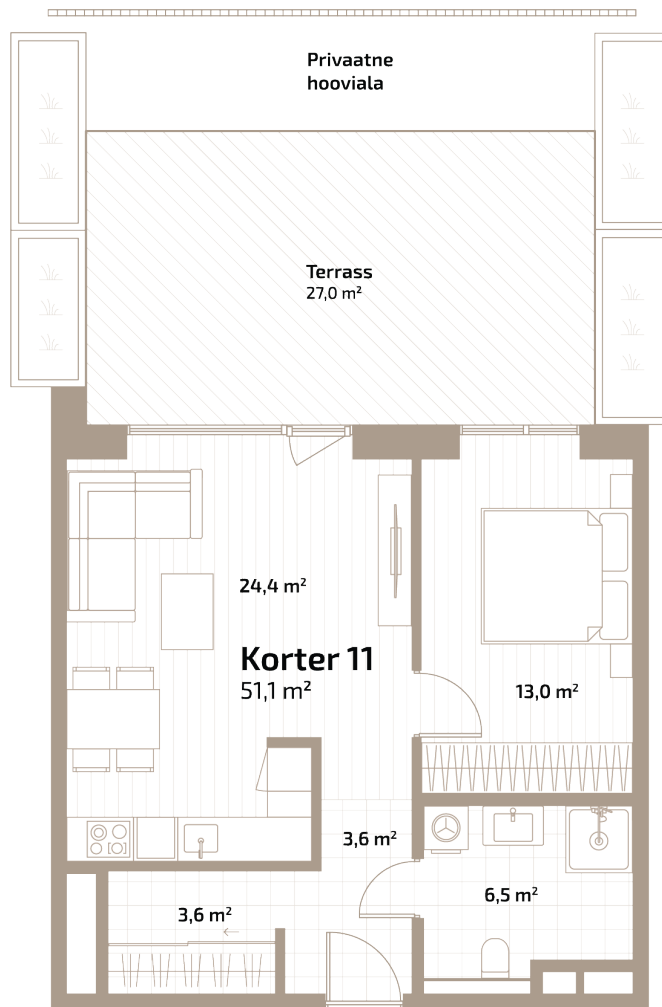 Privaatne
hooviala
Terrass
27,0 m²
24,4 m²
Korter 11
51,1 m²
13,0 m²
3,6 m²
6,5 m²
3,6 m²